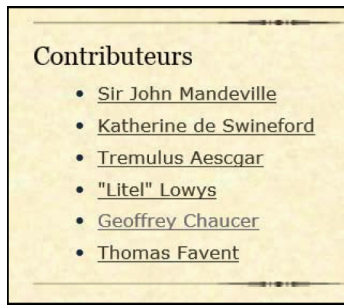 Contributeurs
Sir John Mandeville
Katherine de Swineford
Tremulus Aescgar
"Litel" Lowys
Geoffrey Chaucer
Thomas Favent